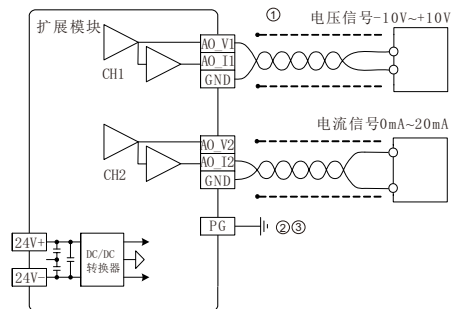 ①
电压信号-10V~+10V
扩展模块
AO_V1
AO_I1
GND
CH1
电流信号0mA~20mA
AO_V2
AO_I2
GND
CH2
PG
②③
24V+
24V-
DC/DC
转换器